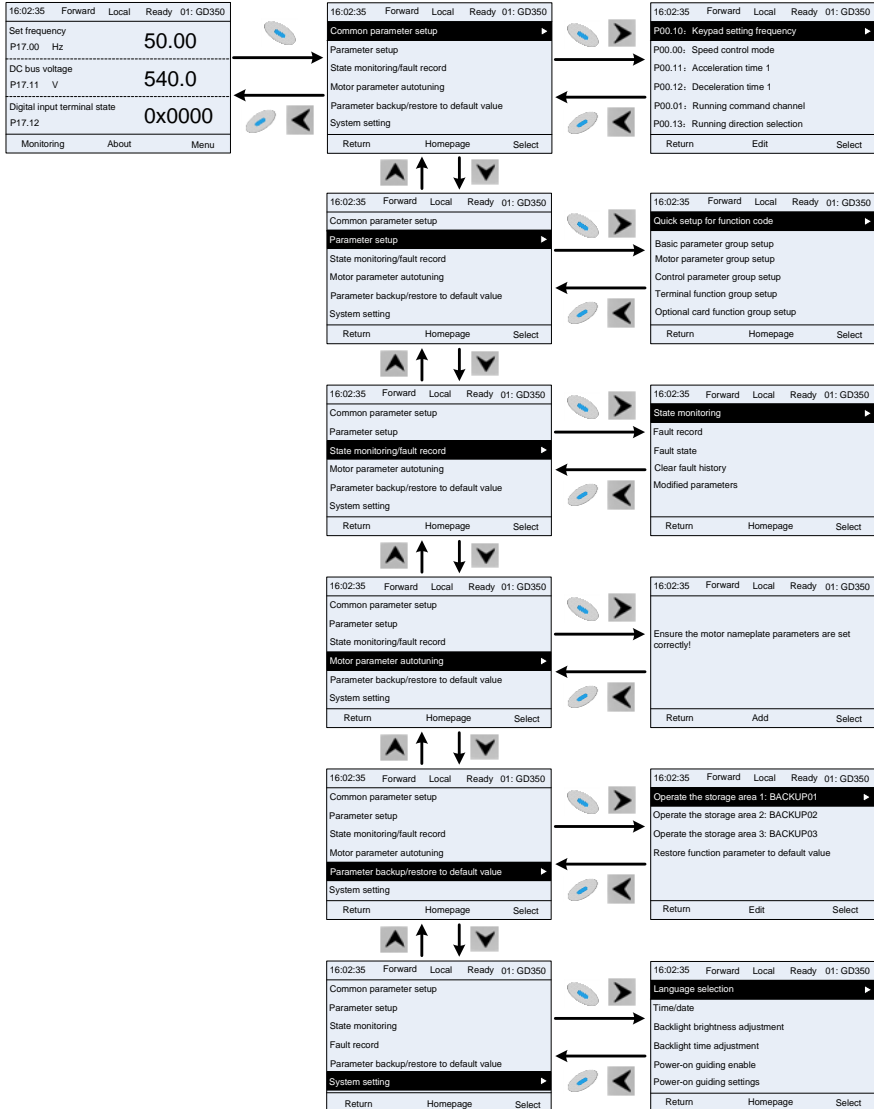 16:02:35 Forward Local Ready 01: GD350
Set frequency
P17.00 Hz 50.00
DC bus voltage
P17.11 V 540.0
Digital input terminal state
P17.12 0x0000
Monitoring About Menu
16:02:35 Forward Local Ready 01: GD350
Common parameter setup
Parameter setup
State monitoring/fault record
Motor parameter autotuning
Parameter backup/restore to default value
System setting
Return Homepage Select
16:02:35 Forward Local Ready 01: GD350
P00.10: Keypad setting frequency
P00.00: Speed control mode
P00.11: Acceleration time 1
P00.12: Deceleration time 1
P00.01: Running command channel
P00.13: Running direction selection
Return Edit Select
16:02:35 Forward Local Ready 01: GD350
Common parameter setup
Parameter setup
State monitoring/fault record
Motor parameter autotuning
Parameter backup/restore to default value
System setting
Return Homepage Select
16:02:35 Forward Local Ready 01: GD350
Quick setup for function code
Basic parameter group setup
Motor parameter group setup
Control parameter group setup
Terminal function group setup
Optional card function group setup
Return Homepage Select
16:02:35 Forward Local Ready 01: GD350
Common parameter setup
Parameter setup
State monitoring/fault record
Motor parameter autotuning
Parameter backup/restore to default value
System setting
Return Homepage Select
16:02:35 Forward Local Ready 01: GD350
State monitoring
Fault record
Fault state
Clear fault history
Modified parameters
Return Homepage Select
16:02:35 Forward Local Ready 01: GD350
Common parameter setup
Parameter setup
State monitoring/fault record
Motor parameter autotuning
Parameter backup/restore to default value
System setting
Return Homepage Select
16:02:35 Forward Local Ready 01: GD350
Ensure the motor nameplate parameters are set
correctly!
Return Add Select
16:02:35 Forward Local Ready 01: GD350
Common parameter setup
Parameter setup
State monitoring/fault record
Motor parameter autotuning
Parameter backup/restore to default value
System setting
Return Homepage Select
16:02:35 Forward Local Ready 01: GD350
Operate the storage area 1: BACKUP01
Operate the storage area 2: BACKUP02
Operate the storage area 3: BACKUP03
Restore function parameter to default value
Return Edit Select
16:02:35 Forward Local Ready 01: GD350
Common parameter setup
Parameter setup
State monitoring
Fault record
Parameter backup/restore to default value
System setting
Return Homepage Select
16:02:35 Forward Local Ready 01: GD350
Language selection
Time/date
Backlight brightness adjustment
Backlight time adjustment
Power-on guiding enable
Power-on guiding settings
Return Homepage Select